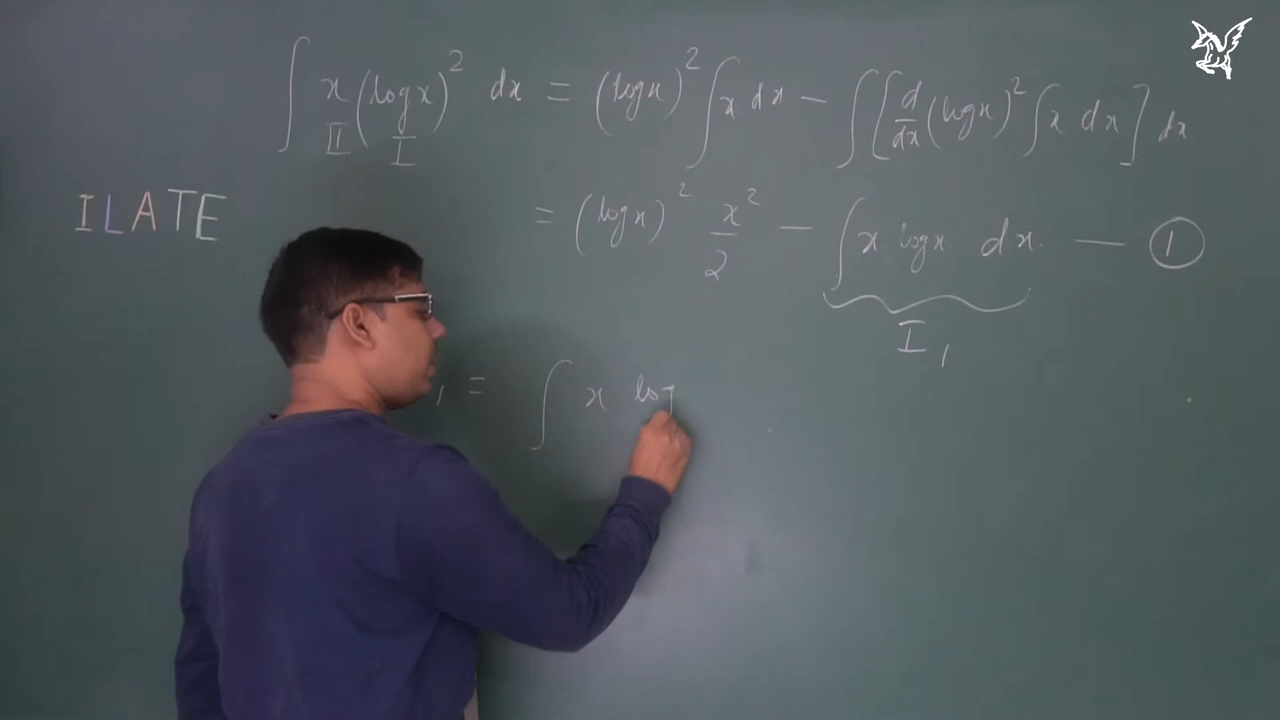 ∫ x (log x)² dx = (log x)² ∫ x dx − ∫ [ d/dx (log x)² ∫ x dx ] dx
II I
ILATE
= (log x)² x²/2 − ∫ x log x dx. — ①
I₁
₁ = ∫ x log